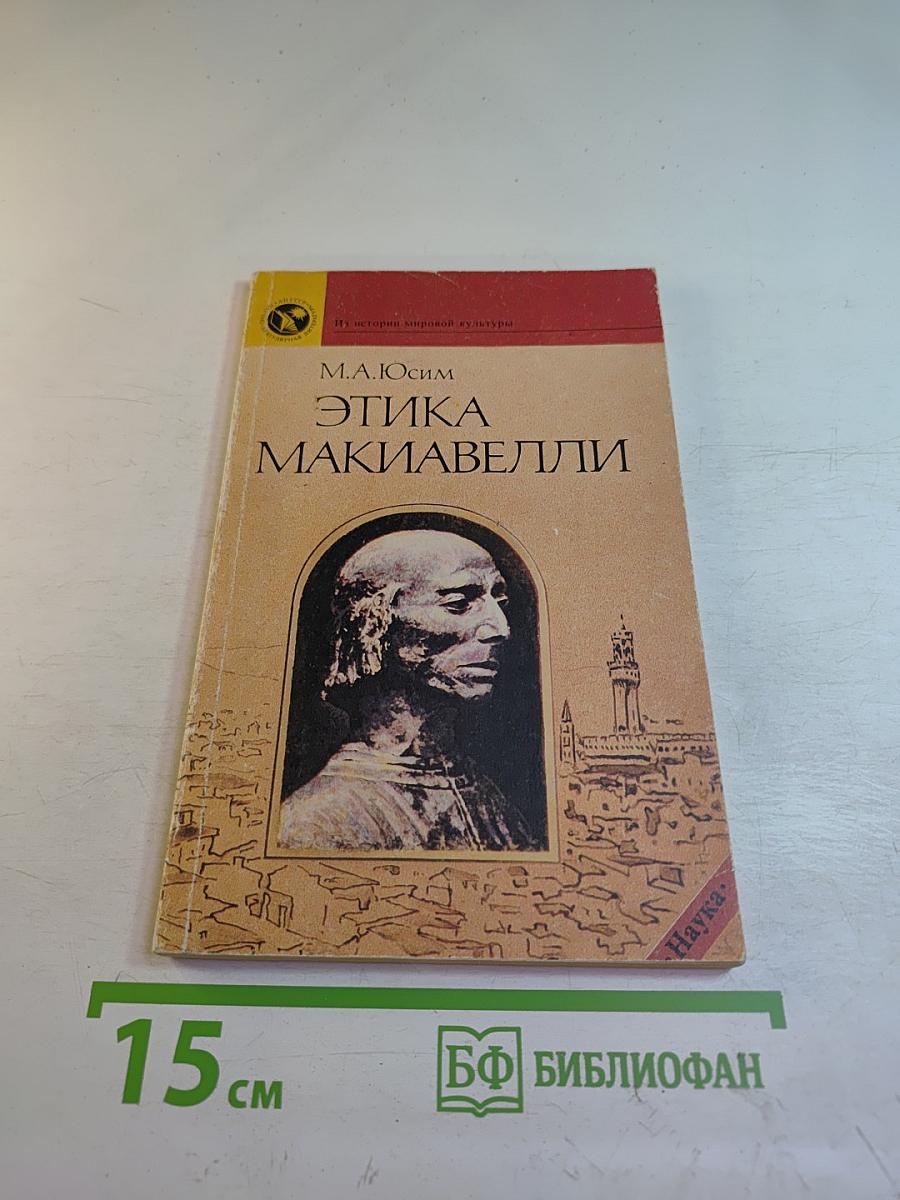 Из истории мировой культуры
М.А.Юсим
ЭТИКА
МАКИАВЕЛЛИ
•Наука•
15 см
БФ БИБЛИОФАН